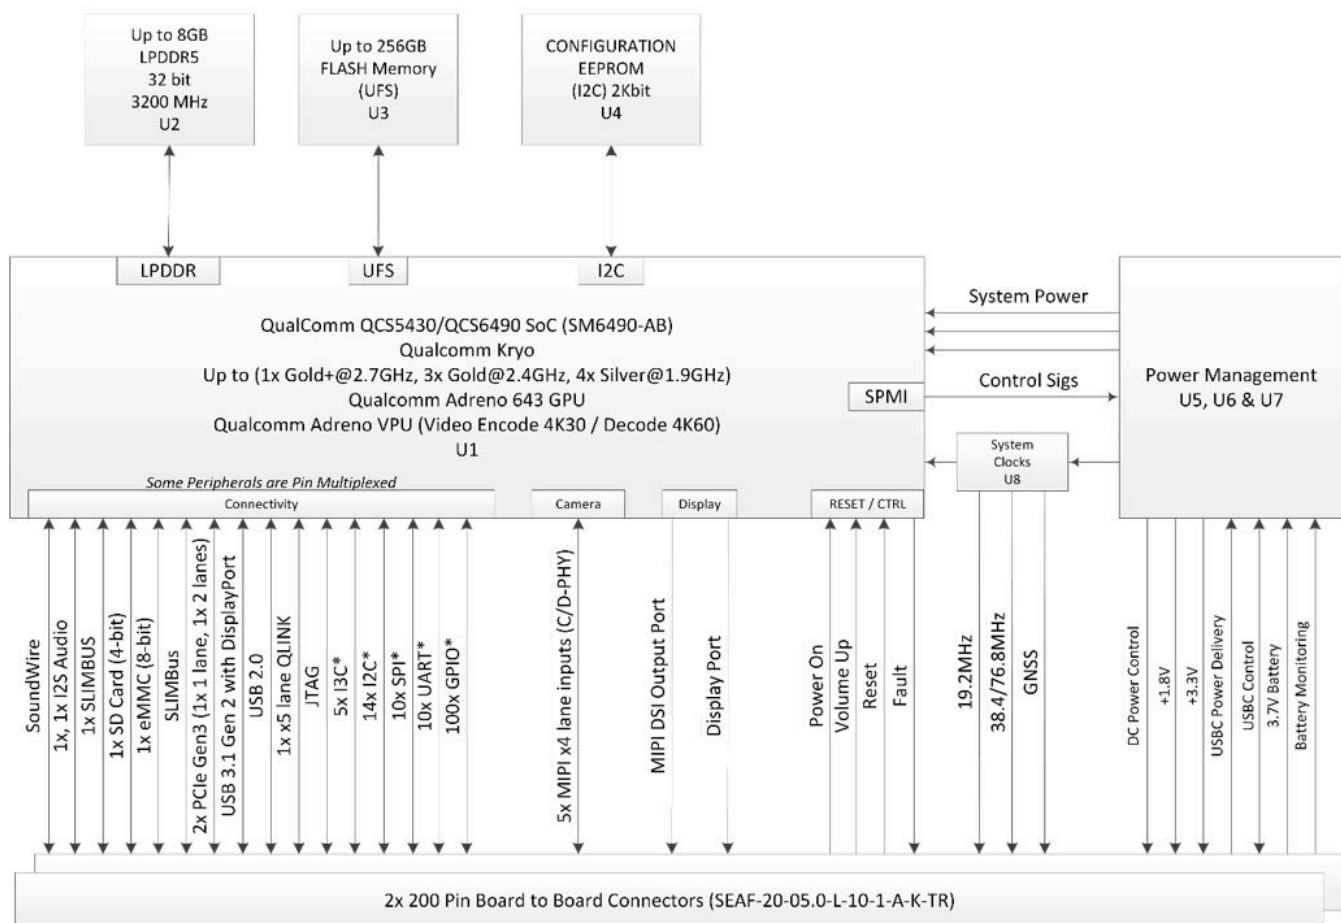 Up to 8GB
LPDDR5
32 bit
3200 MHz
U2
Up to 256GB
FLASH Memory
(UFS)
U3
CONFIGURATION
EEPROM
(I2C) 2Kbit
U4
LPDDR
UFS
I2C
QualComm QCS5430/QCS6490 SoC (SM6490-AB)
Qualcomm Kryo
Up to (1x Gold+@2.7GHz, 3x Gold@2.4GHz, 4x Silver@1.9GHz)
Qualcomm Adreno 643 GPU
Qualcomm Adreno VPU (Video Encode 4K30 / Decode 4K60)
U1
SPMI
System Power
Control Sigs
Power Management
U5, U6 & U7
System
Clocks
U8
Some Peripherals are Pin Multiplexed
Connectivity
Camera
Display
RESET / CTRL
SoundWire
1x, 1x I2S Audio
1x SLIMBUS
1x SD Card (4-bit)
1x eMMC (8-bit)
SLIMBus
2x PCIe Gen3 (1x 1 lane, 1x 2 lanes)
USB 3.1 Gen 2 with DisplayPort
USB 2.0
1x x5 lane QLINK
JTAG
5x I3C*
14x I2C*
10x SPI*
10x UART*
100x GPIO*
5x MIPI x4 lane inputs (C/D-PHY)
MIPI DSI Output Port
Display Port
Power On
Volume Up
Reset
Fault
19.2MHz
38.4/76.8MHz
GNSS
DC Power Control
+1.8V
+3.3V
USBC Power Delivery
USBC Control
3.7V Battery
Battery Monitoring
2x 200 Pin Board to Board Connectors (SEAF-20-05.0-L-10-1-A-K-TR)